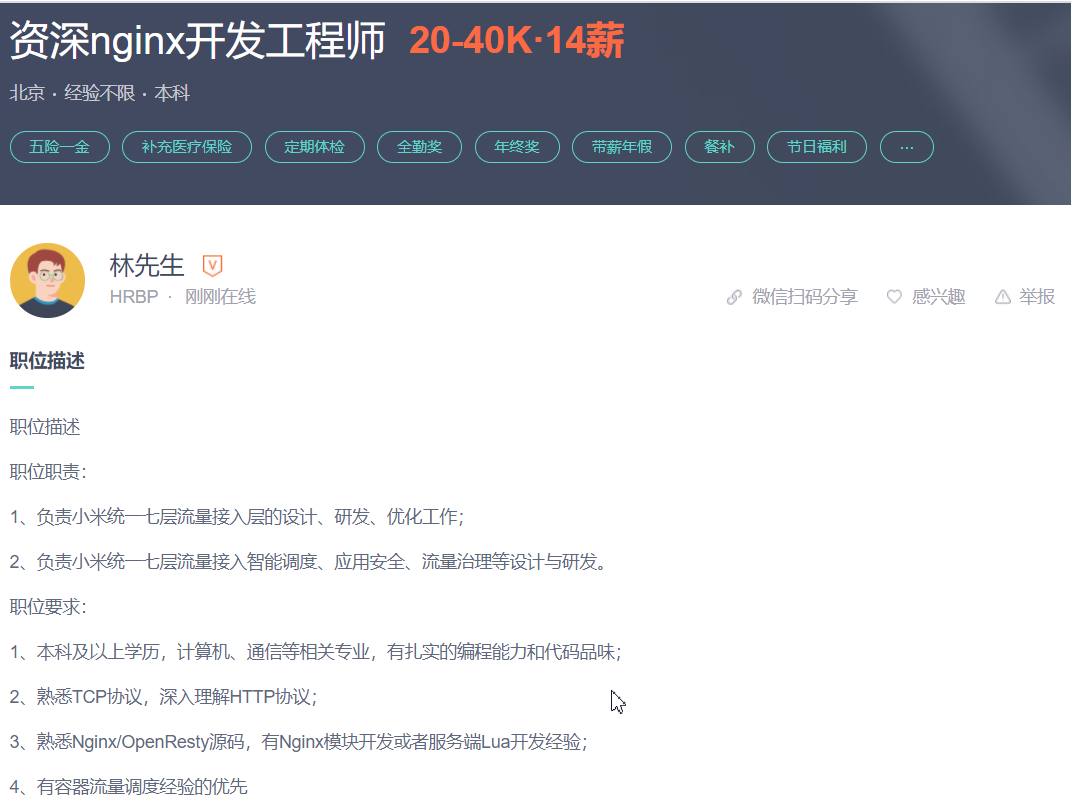 资深nginx开发工程师 20-40K·14薪
北京 · 经验不限 · 本科
五险一金 补充医疗保险 定期体检 全勤奖 年终奖 带薪年假 餐补 节日福利 ...
林先生 V
HRBP · 刚刚在线 微信扫码分享 感兴趣 举报
职位描述
职位描述
职位职责：
1、负责小米统一七层流量接入层的设计、研发、优化工作；
2、负责小米统一七层流量接入智能调度、应用安全、流量治理等设计与研发。
职位要求：
1、本科及以上学历，计算机、通信等相关专业，有扎实的编程能力和代码品味；
2、熟悉TCP协议，深入理解HTTP协议；
3、熟悉Nginx/OpenResty源码，有Nginx模块开发或者服务端Lua开发经验；
4、有容器流量调度经验的优先